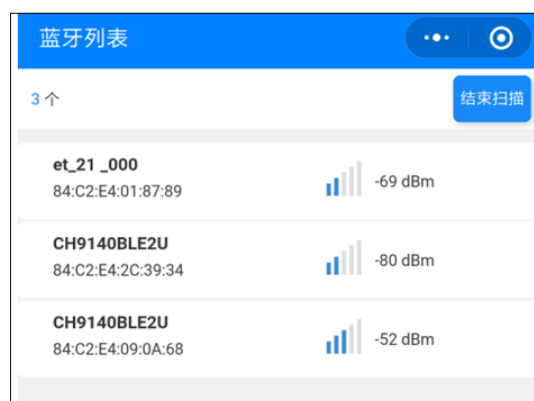 蓝牙列表
3 个
结束扫描
et_21 _000
84:C2:E4:01:87:89
-69 dBm
CH9140BLE2U
84:C2:E4:2C:39:34
-80 dBm
CH9140BLE2U
84:C2:E4:09:0A:68
-52 dBm